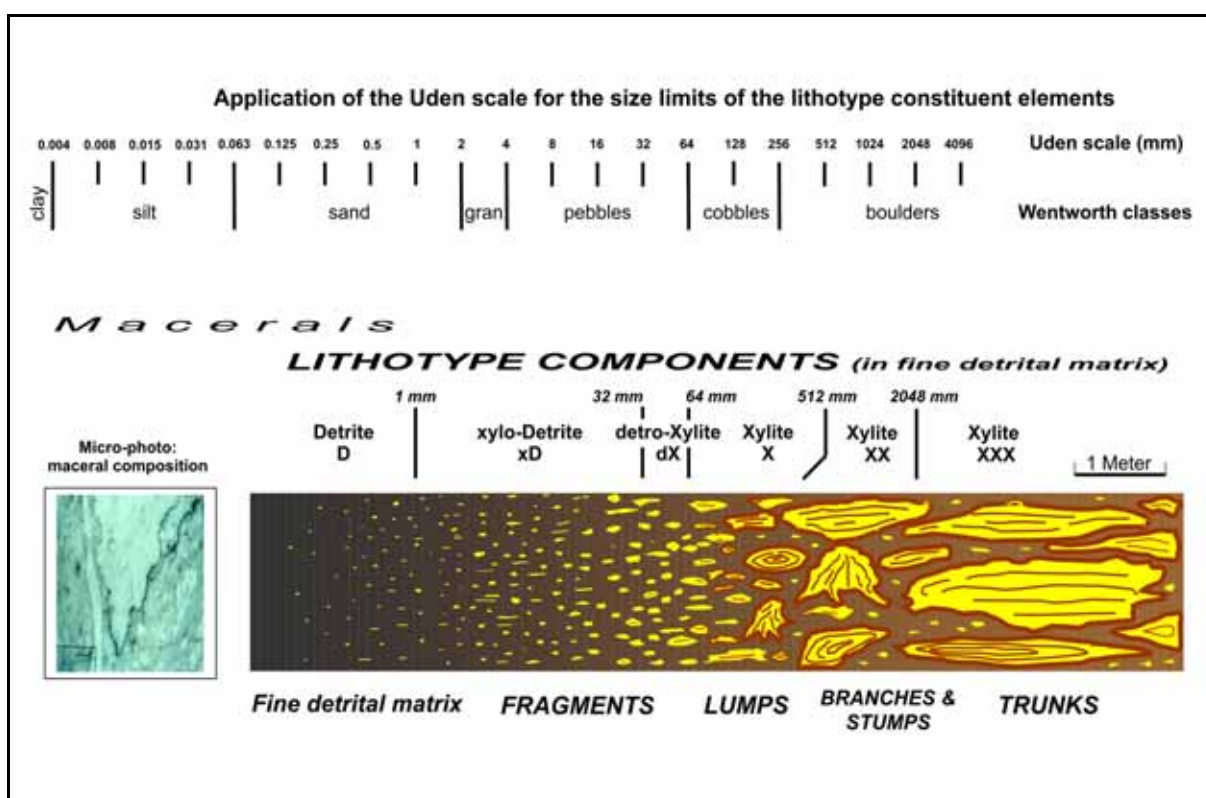 Application of the Uden scale for the size limits of the lithotype constituent elements
0.004 0.008 0.015 0.031 0.063 0.125 0.25 0.5 1 2 4 8 16 32 64 128 256 512 1024 2048 4096 Uden scale (mm)
clay silt sand gran. pebbles cobbles boulders Wentworth classes
Macerals
LITHOTYPE COMPONENTS (in fine detrital matrix)
1 mm 32 mm 64 mm 512 mm 2048 mm
Detrite xylo-Detrite detro-Xylite Xylite Xylite Xylite
D xD dX X XX XXX
1 Meter
Micro-photo:
maceral composition
Fine detrital matrix FRAGMENTS LUMPS BRANCHES & STUMPS TRUNKS